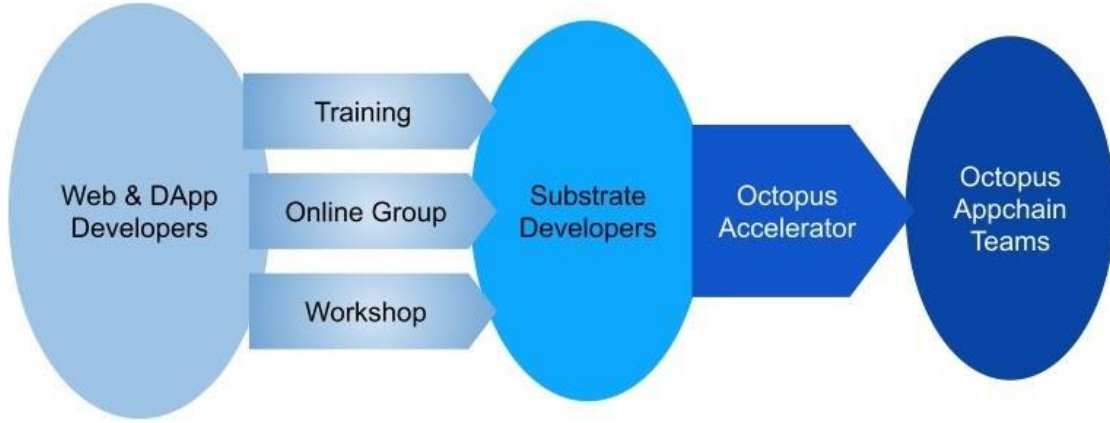 Web & DApp
Developers
Training
Online Group
Workshop
Substrate
Developers
Octopus
Accelerator
Octopus
Appchain
Teams